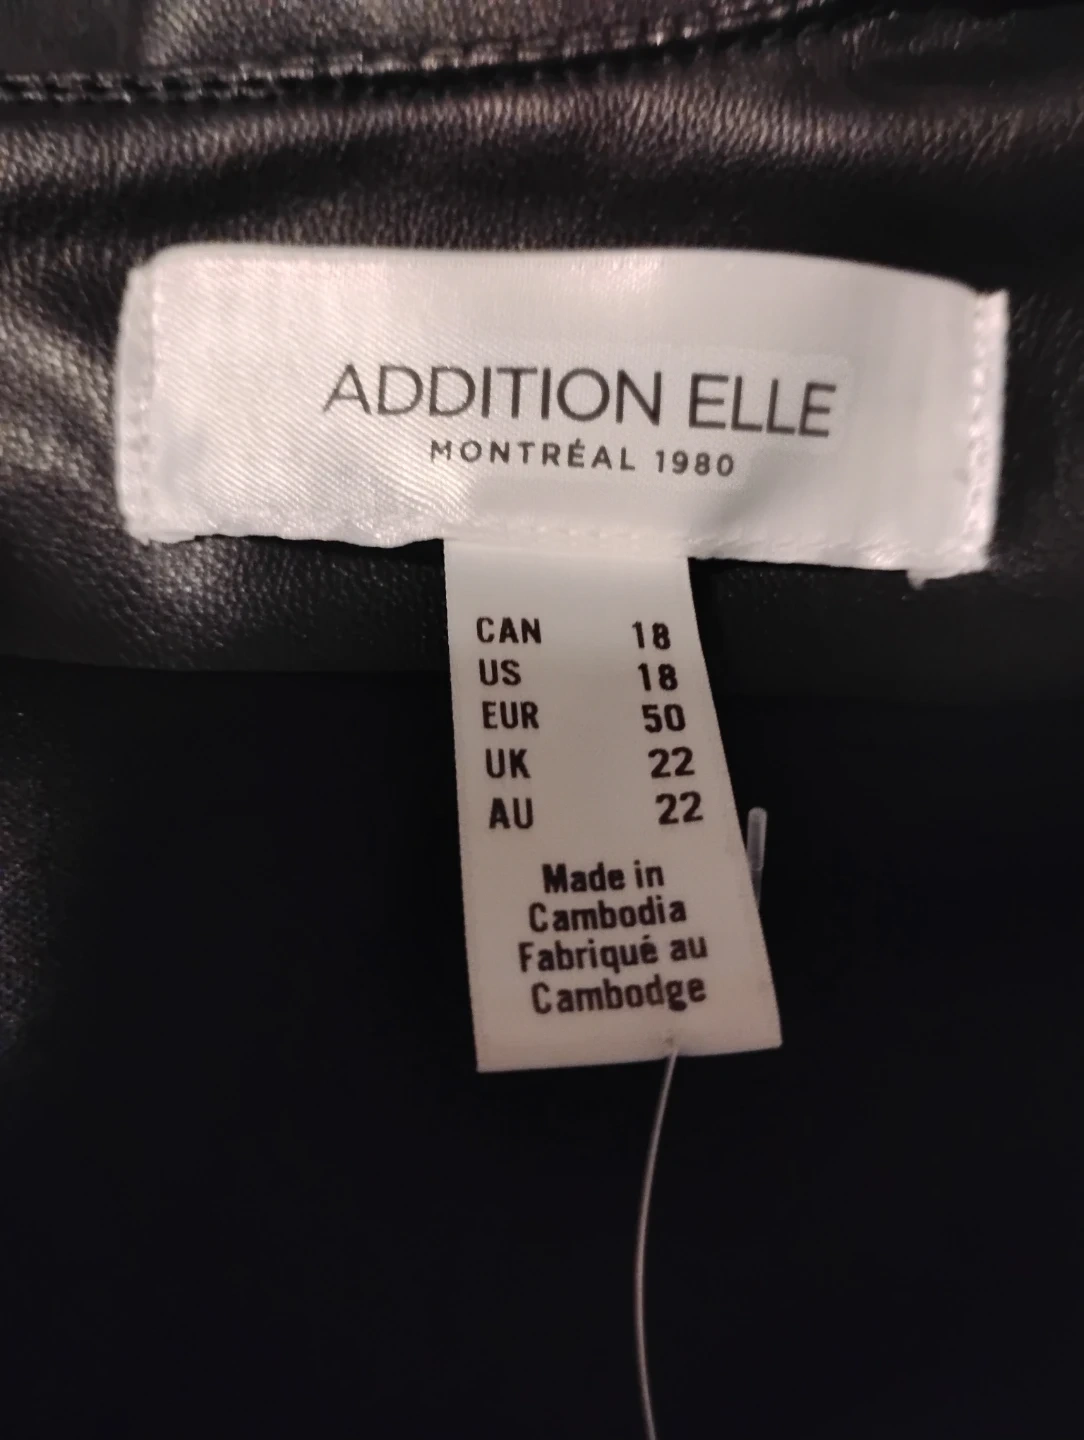 ADDITION ELLE
MONTRÉAL 1980
CAN 18
US 18
EUR 50
UK 22
AU 22
Made in
Cambodia
Fabriqué au
Cambodge